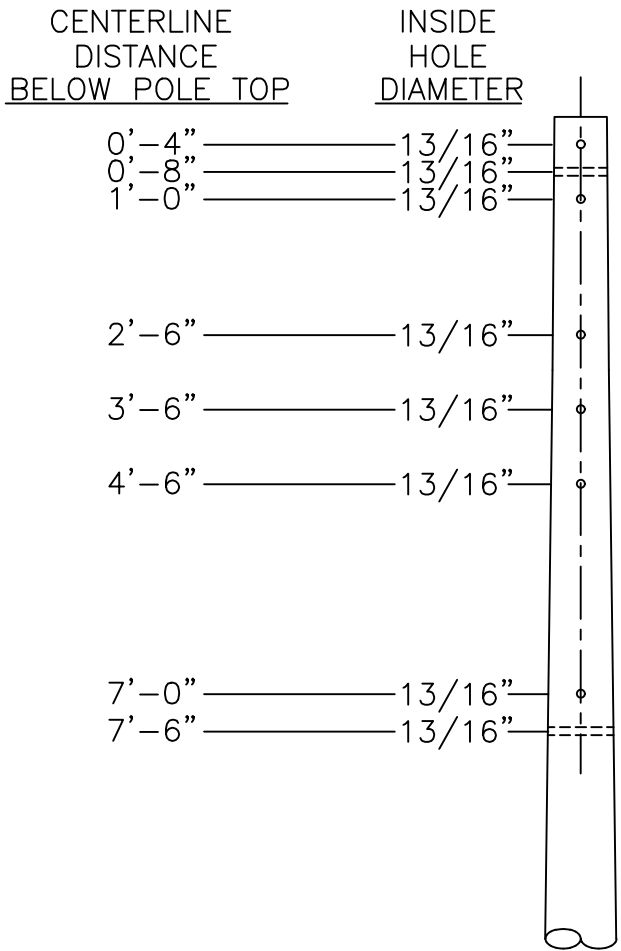 CENTERLINE
DISTANCE
BELOW POLE TOP
INSIDE
HOLE
DIAMETER
0'-4" 13/16"
0'-8" 13/16"
1'-0" 13/16"
2'-6" 13/16"
3'-6" 13/16"
4'-6" 13/16"
7'-0" 13/16"
7'-6" 13/16"